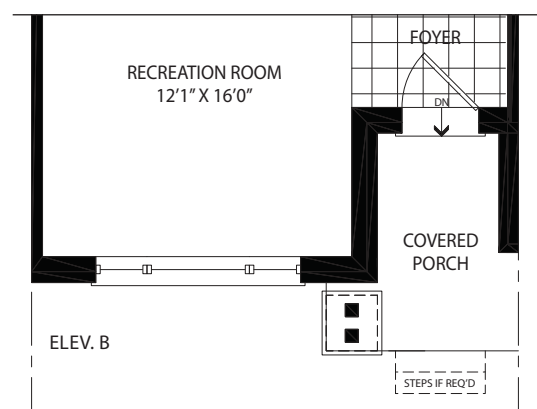 FOYER
RECREATION ROOM
12'1" X 16'0"
DN
COVERED
PORCH
ELEV. B
STEPS IF REQ'D